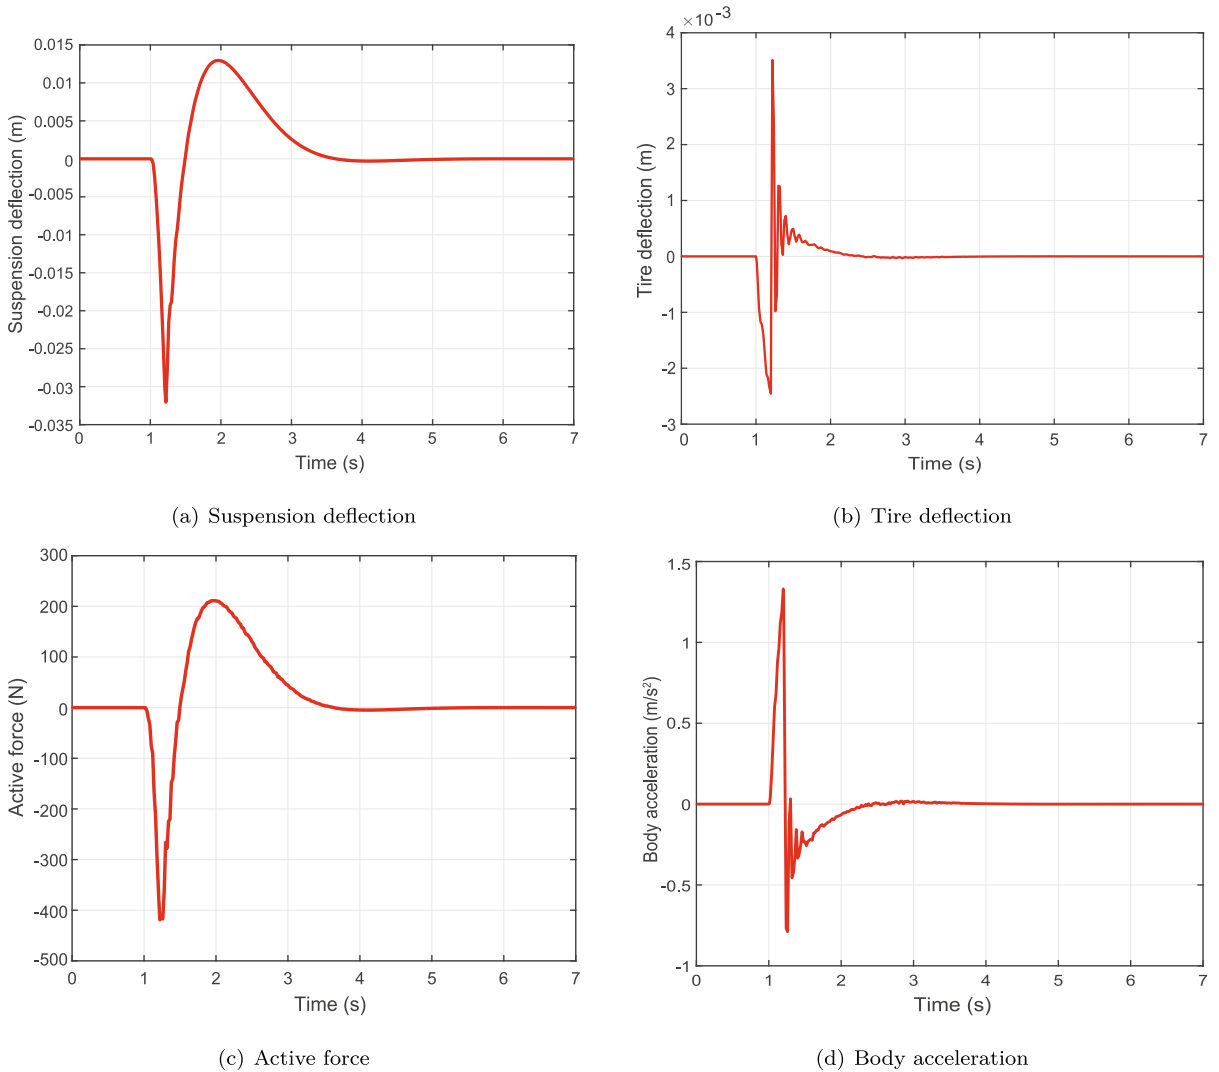 0.015
0.01
0.005
0
-0.005
-0.01
-0.015
-0.02
-0.025
-0.03
-0.035
Suspension deflection (m)
0 1 2 3 4 5 6 7
Time (s)
(a) Suspension deflection
×10-3
4
3
2
1
0
-1
-2
-3
Tire deflection (m)
0 1 2 3 4 5 6 7
Time (s)
(b) Tire deflection
300
200
100
0
-100
-200
-300
-400
-500
Active force (N)
0 1 2 3 4 5 6 7
Time (s)
(c) Active force
1.5
1
0.5
0
-0.5
-1
Body acceleration (m/s²)
0 1 2 3 4 5 6 7
Time (s)
(d) Body acceleration